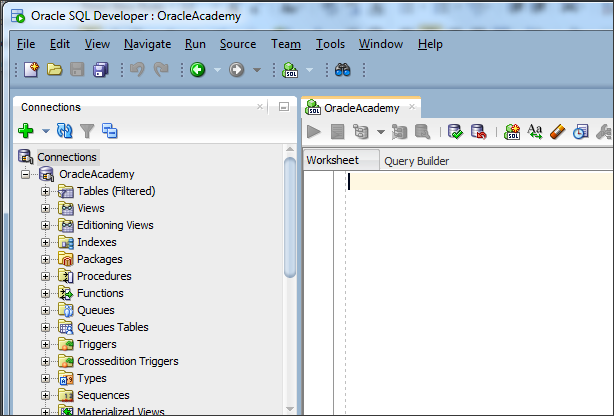 Oracle SQL Developer : OracleAcademy
File Edit View Navigate Run Source Team Tools Window Help
SQL
Connections
OracleAcademy
SQL
Worksheet Query Builder
Connections
OracleAcademy
Tables (Filtered)
Views
Editioning Views
Indexes
Packages
Procedures
Functions
Queues
Queues Tables
Triggers
Crossedition Triggers
Types
Sequences
Materialized Views